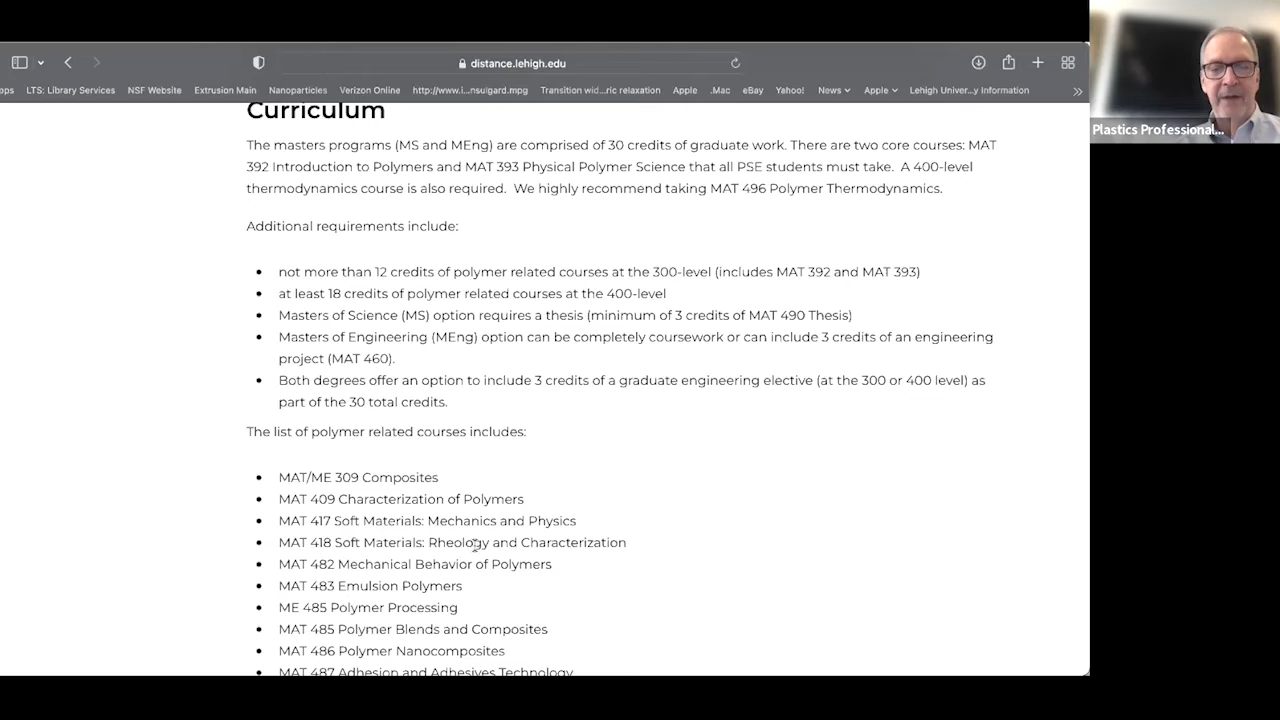 distance.lehigh.edu
pps LTS: Library Services NSF Website Extrusion Main Nanoparticles Verizon Online http://www.i...nsulgard.mpg Transition wid...ric relaxation Apple .Mac eBay Yahoo! News Apple Lehigh Univer...y Information
Plastics Professional...
Curriculum
The masters programs (MS and MEng) are comprised of 30 credits of graduate work. There are two core courses: MAT
392 Introduction to Polymers and MAT 393 Physical Polymer Science that all PSE students must take. A 400-level
thermodynamics course is also required. We highly recommend taking MAT 496 Polymer Thermodynamics.
Additional requirements include:
• not more than 12 credits of polymer related courses at the 300-level (includes MAT 392 and MAT 393)
• at least 18 credits of polymer related courses at the 400-level
• Masters of Science (MS) option requires a thesis (minimum of 3 credits of MAT 490 Thesis)
• Masters of Engineering (MEng) option can be completely coursework or can include 3 credits of an engineering
project (MAT 460).
• Both degrees offer an option to include 3 credits of a graduate engineering elective (at the 300 or 400 level) as
part of the 30 total credits.
The list of polymer related courses includes:
• MAT/ME 309 Composites
• MAT 409 Characterization of Polymers
• MAT 417 Soft Materials: Mechanics and Physics
• MAT 418 Soft Materials: Rheology and Characterization
• MAT 482 Mechanical Behavior of Polymers
• MAT 483 Emulsion Polymers
• ME 485 Polymer Processing
• MAT 485 Polymer Blends and Composites
• MAT 486 Polymer Nanocomposites
• MAT 487 Adhesion and Adhesives Technology